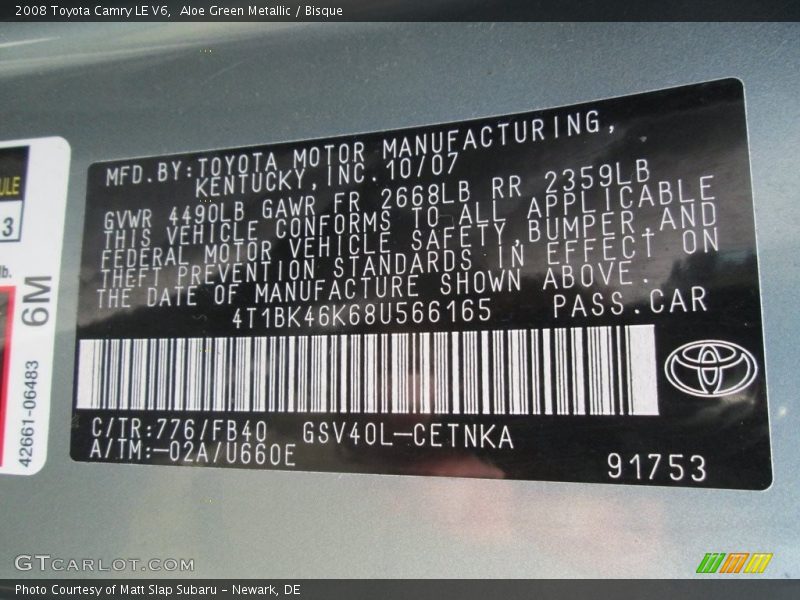 2008 Toyota Camry LE V6,  Aloe Green Metallic / Bisque
MFD.BY:TOYOTA MOTOR MANUFACTURING,
KENTUCKY,INC.10/07
GVWR 4490LB GAWR FR 2668LB RR 2359LB
THIS VEHICLE CONFORMS TO ALL APPLICABLE
FEDERAL MOTOR VEHICLE SAFETY,BUMPER,AND
THEFT PREVENTION STANDARDS IN EFFECT ON
THE DATE OF MANUFACTURE SHOWN ABOVE.
4T1BK46K68U566165 PASS.CAR
C/TR:776/FB40 GSV40L-CETNKA
A/TM:-02A/U660E
91753
ULE
3
lb.
6M
42661-06483
GTCARLOT.COM
Photo Courtesy of Matt Slap Subaru - Newark, DE